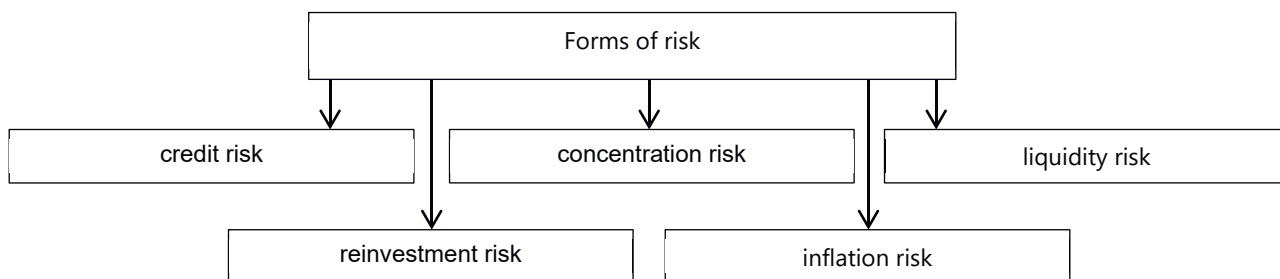 Forms of risk
credit risk
concentration risk
liquidity risk
reinvestment risk
inflation risk